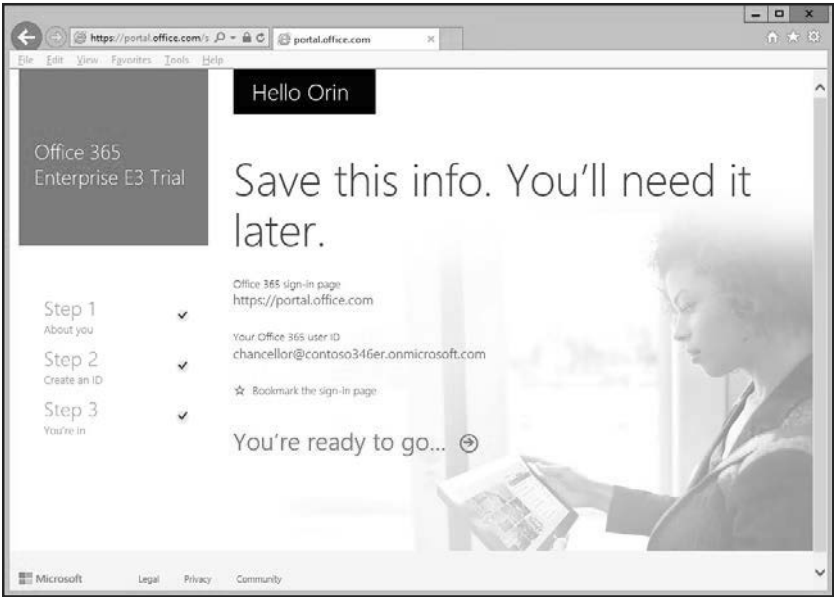 https://portal.office.com/s
portal.office.com
File Edit View Favorites Tools Help
Hello Orin
Office 365
Enterprise E3 Trial
Save this info. You'll need it
later.
Office 365 sign-in page
https://portal.office.com
Your Office 365 user ID
chancellor@contoso346er.onmicrosoft.com
Bookmark the sign-in page
You're ready to go...
Step 1
About you
Step 2
Create an ID
Step 3
You're in
Microsoft Legal Privacy Community